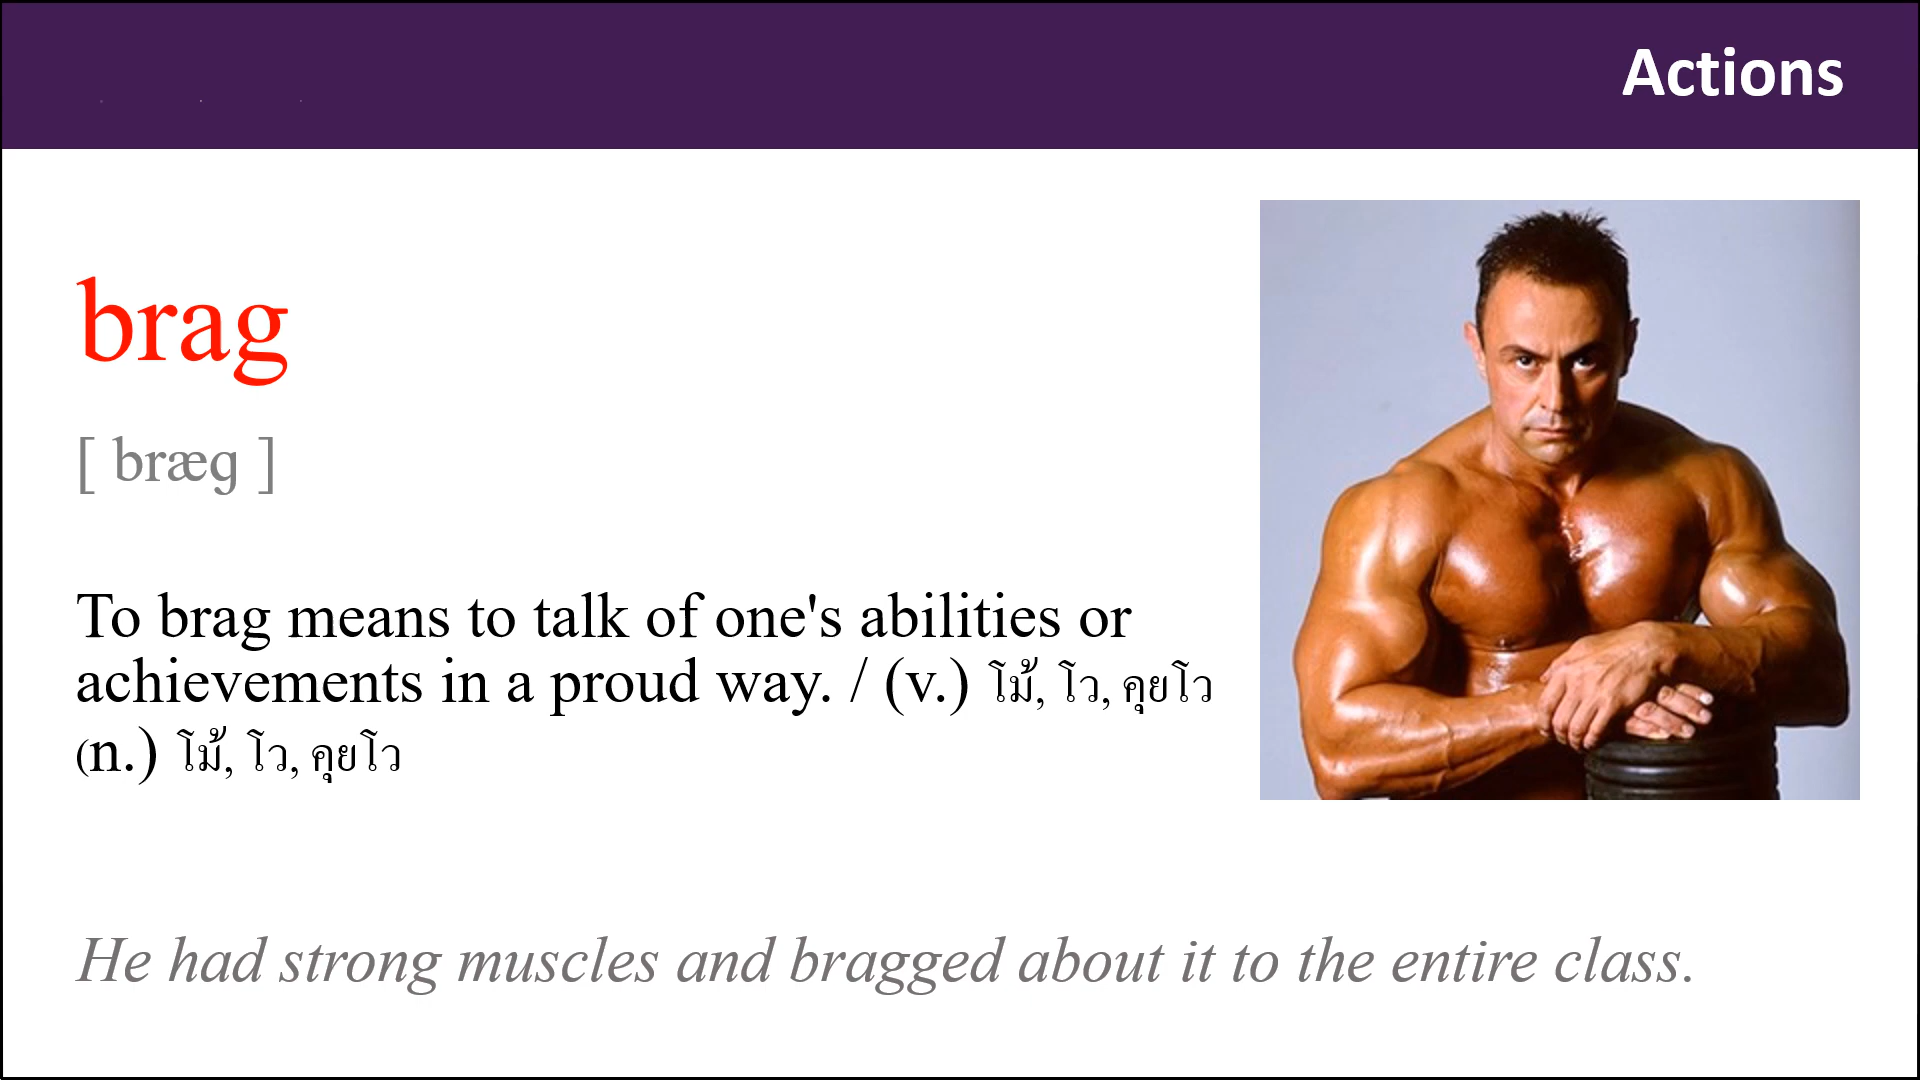 Actions
brag
[ bræg ]
To brag means to talk of one's abilities or
achievements in a proud way. / (v.) โม้, โว, คุยโว
(n.) โม้, โว, คุยโว
He had strong muscles and bragged about it to the entire class.